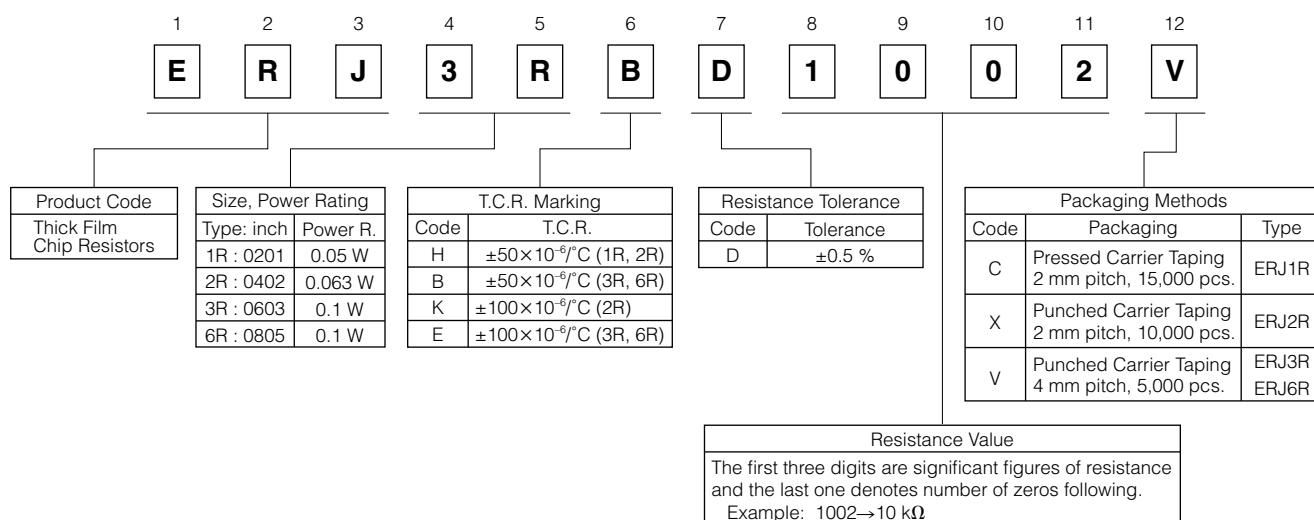 1 2 3 4 5 6 7 8 9 10 11 12
E R J 3 R B D 1 0 0 2 V
Product Code
Thick Film
Chip Resistors
Size, Power Rating
Type: inch Power R.
1R : 0201 0.05 W
2R : 0402 0.063 W
3R : 0603 0.1 W
6R : 0805 0.1 W
T.C.R. Marking
Code T.C.R.
H ±50×10⁻⁶/°C (1R, 2R)
B ±50×10⁻⁶/°C (3R, 6R)
K ±100×10⁻⁶/°C (2R)
E ±100×10⁻⁶/°C (3R, 6R)
Resistance Tolerance
Code Tolerance
D ±0.5 %
Packaging Methods
Code Packaging Type
C Pressed Carrier Taping
2 mm pitch, 15,000 pcs. ERJ1R
X Punched Carrier Taping
2 mm pitch, 10,000 pcs. ERJ2R
V Punched Carrier Taping ERJ3R
4 mm pitch, 5,000 pcs. ERJ6R
Resistance Value
The first three digits are significant figures of resistance
and the last one denotes number of zeros following.
Example: 1002→10 kΩ